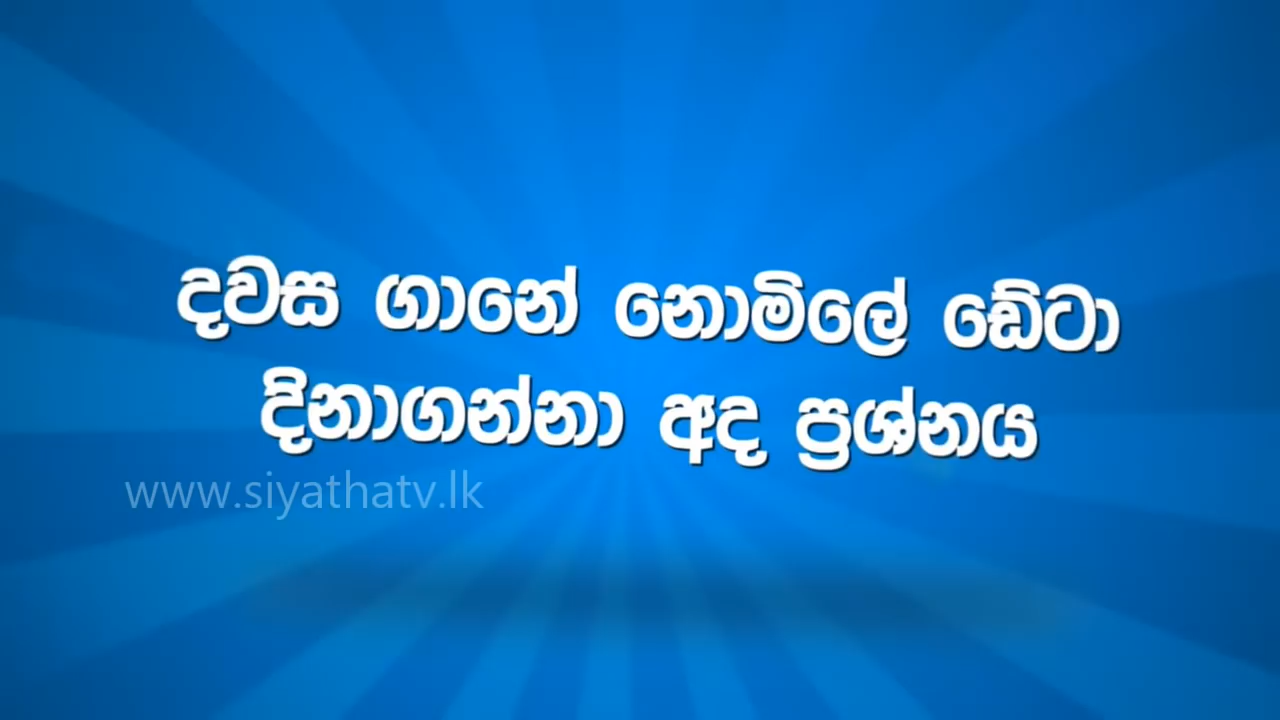 දවස ගානේ නොමිලේ ඩේටා
දිනාගන්නා අද ප්‍රශ්නය
www.siyathatv.lk